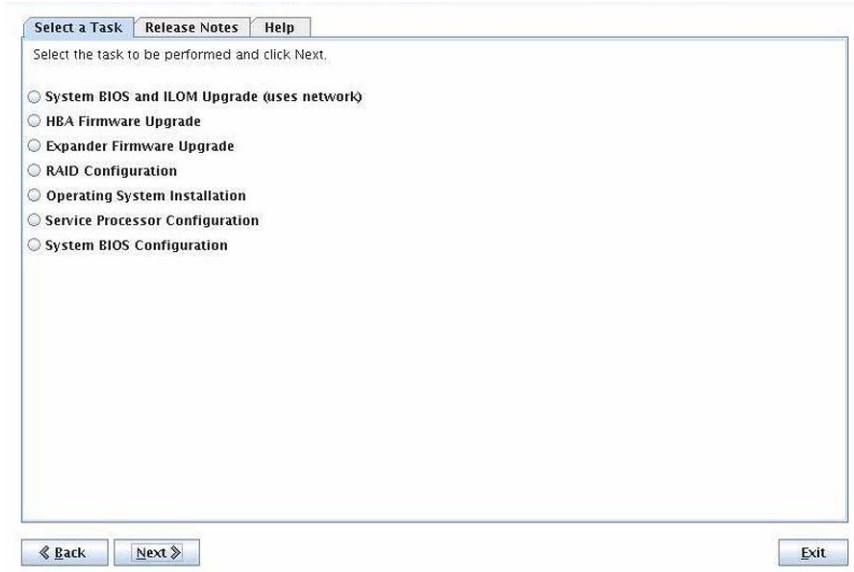 Select a Task Release Notes Help
Select the task to be performed and click Next.
System BIOS and ILOM Upgrade (uses network)
HBA Firmware Upgrade
Expander Firmware Upgrade
RAID Configuration
Operating System Installation
Service Processor Configuration
System BIOS Configuration
Back Next Exit